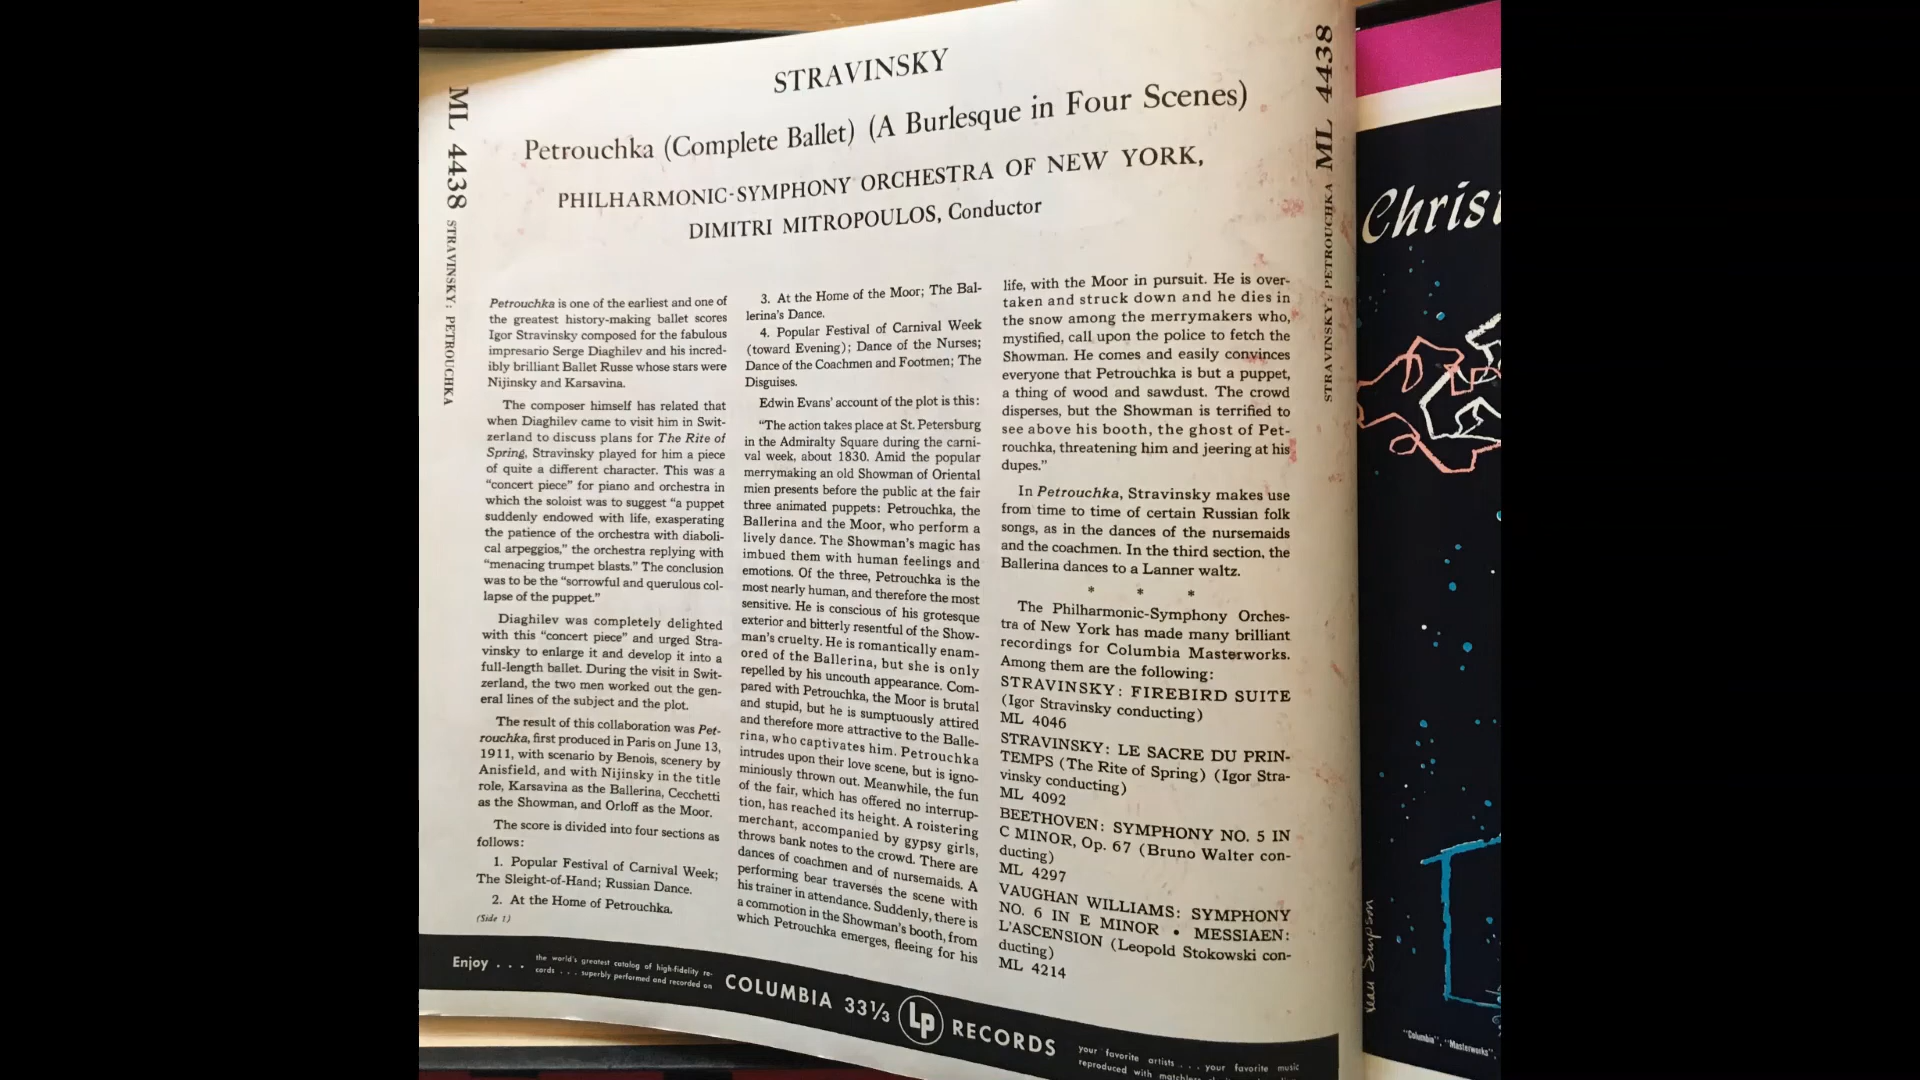 STRAVINSKY
Petrouchka (Complete Ballet) (A Burlesque in Four Scenes)
PHILHARMONIC-SYMPHONY ORCHESTRA OF NEW YORK,
DIMITRI MITROPOULOS, Conductor
ML 4438 STRAVINSKY: PETROUCHKA
Petrouchka is one of the earliest and one of
the greatest history-making ballet scores
Igor Stravinsky composed for the fabulous
impresario Serge Diaghilev and his incred-
ibly brilliant Ballet Russe whose stars were
Nijinsky and Karsavina.
The composer himself has related that
when Diaghilev came to visit him in Swit-
zerland to discuss plans for The Rite of
Spring, Stravinsky played for him a piece
of quite a different character. This was a
"concert piece" for piano and orchestra in
which the soloist was to suggest "a puppet
suddenly endowed with life, exasperating
the patience of the orchestra with diaboli-
cal arpeggios," the orchestra replying with
"menacing trumpet blasts." The conclusion
was to be the "sorrowful and querulous col-
lapse of the puppet."
Diaghilev was completely delighted
with this "concert piece" and urged Stra-
vinsky to enlarge it and develop it into a
full-length ballet. During the visit in Swit-
zerland, the two men worked out the gen-
eral lines of the subject and the plot.
The result of this collaboration was Pet-
rouchka, first produced in Paris on June 13,
1911, with scenario by Benois, scenery by
Anisfield, and with Nijinsky in the title
role, Karsavina as the Ballerina, Cecchetti
as the Showman, and Orloff as the Moor.
The score is divided into four sections as
follows:
1. Popular Festival of Carnival Week;
The Sleight-of-Hand; Russian Dance.
2. At the Home of Petrouchka.
(Side 1)
3. At the Home of the Moor; The Bal-
lerina's Dance.
4. Popular Festival of Carnival Week
(toward Evening); Dance of the Nurses;
Dance of the Coachmen and Footmen; The
Disguises.
Edwin Evans' account of the plot is this:
"The action takes place at St. Petersburg
in the Admiralty Square during the carni-
val week, about 1830. Amid the popular
merrymaking an old Showman of Oriental
mien presents before the public at the fair
three animated puppets: Petrouchka, the
Ballerina and the Moor, who perform a
lively dance. The Showman's magic has
imbued them with human feelings and
emotions. Of the three, Petrouchka is the
most nearly human, and therefore the most
sensitive. He is conscious of his grotesque
exterior and bitterly resentful of the Show-
man's cruelty. He is romantically enam-
ored of the Ballerina, but she is only
repelled by his uncouth appearance. Com-
pared with Petrouchka, the Moor is brutal
and stupid, but he is sumptuously attired
and therefore more attractive to the Balle-
rina, who captivates him. Petrouchka
intrudes upon their love scene, but is igno-
miniously thrown out. Meanwhile, the fun
of the fair, which has offered no interrup-
tion, has reached its height. A roistering
merchant, accompanied by gypsy girls,
throws bank notes to the crowd. There are
dances of coachmen and of nursemaids. A
performing bear traverses the scene with
his trainer in attendance. Suddenly, there is
a commotion in the Showman's booth, from
which Petrouchka emerges, fleeing for his
life, with the Moor in pursuit. He is over-
taken and struck down and he dies in
the snow among the merrymakers who,
mystified, call upon the police to fetch the
Showman. He comes and easily convinces
everyone that Petrouchka is but a puppet,
a thing of wood and sawdust. The crowd
disperses, but the Showman is terrified to
see above his booth, the ghost of Pet-
rouchka, threatening him and jeering at his
dupes."
In Petrouchka, Stravinsky makes use
from time to time of certain Russian folk
songs, as in the dances of the nursemaids
and the coachmen. In the third section, the
Ballerina dances to a Lanner waltz.
* * *
The Philharmonic-Symphony Orches-
tra of New York has made many brilliant
recordings for Columbia Masterworks.
Among them are the following:
STRAVINSKY: FIREBIRD SUITE
(Igor Stravinsky conducting)
ML 4046
STRAVINSKY: LE SACRE DU PRIN-
TEMPS (The Rite of Spring) (Igor Stra-
vinsky conducting)
ML 4092
BEETHOVEN: SYMPHONY NO. 5 IN
C MINOR, Op. 67 (Bruno Walter con-
ducting)
ML 4297
VAUGHAN WILLIAMS: SYMPHONY
NO. 6 IN E MINOR • MESSIAEN:
L'ASCENSION (Leopold Stokowski con-
ducting)
ML 4214
STRAVINSKY: PETROUCHKA ML 4438
Enjoy . . . the world's greatest catalog of high-fidelity re-
cords . . . superbly performed and recorded on
COLUMBIA 33⅓ Lp RECORDS
your favorite artists . . . your favorite music
reproduced with
Christ
"Columbia", "Masterworks",